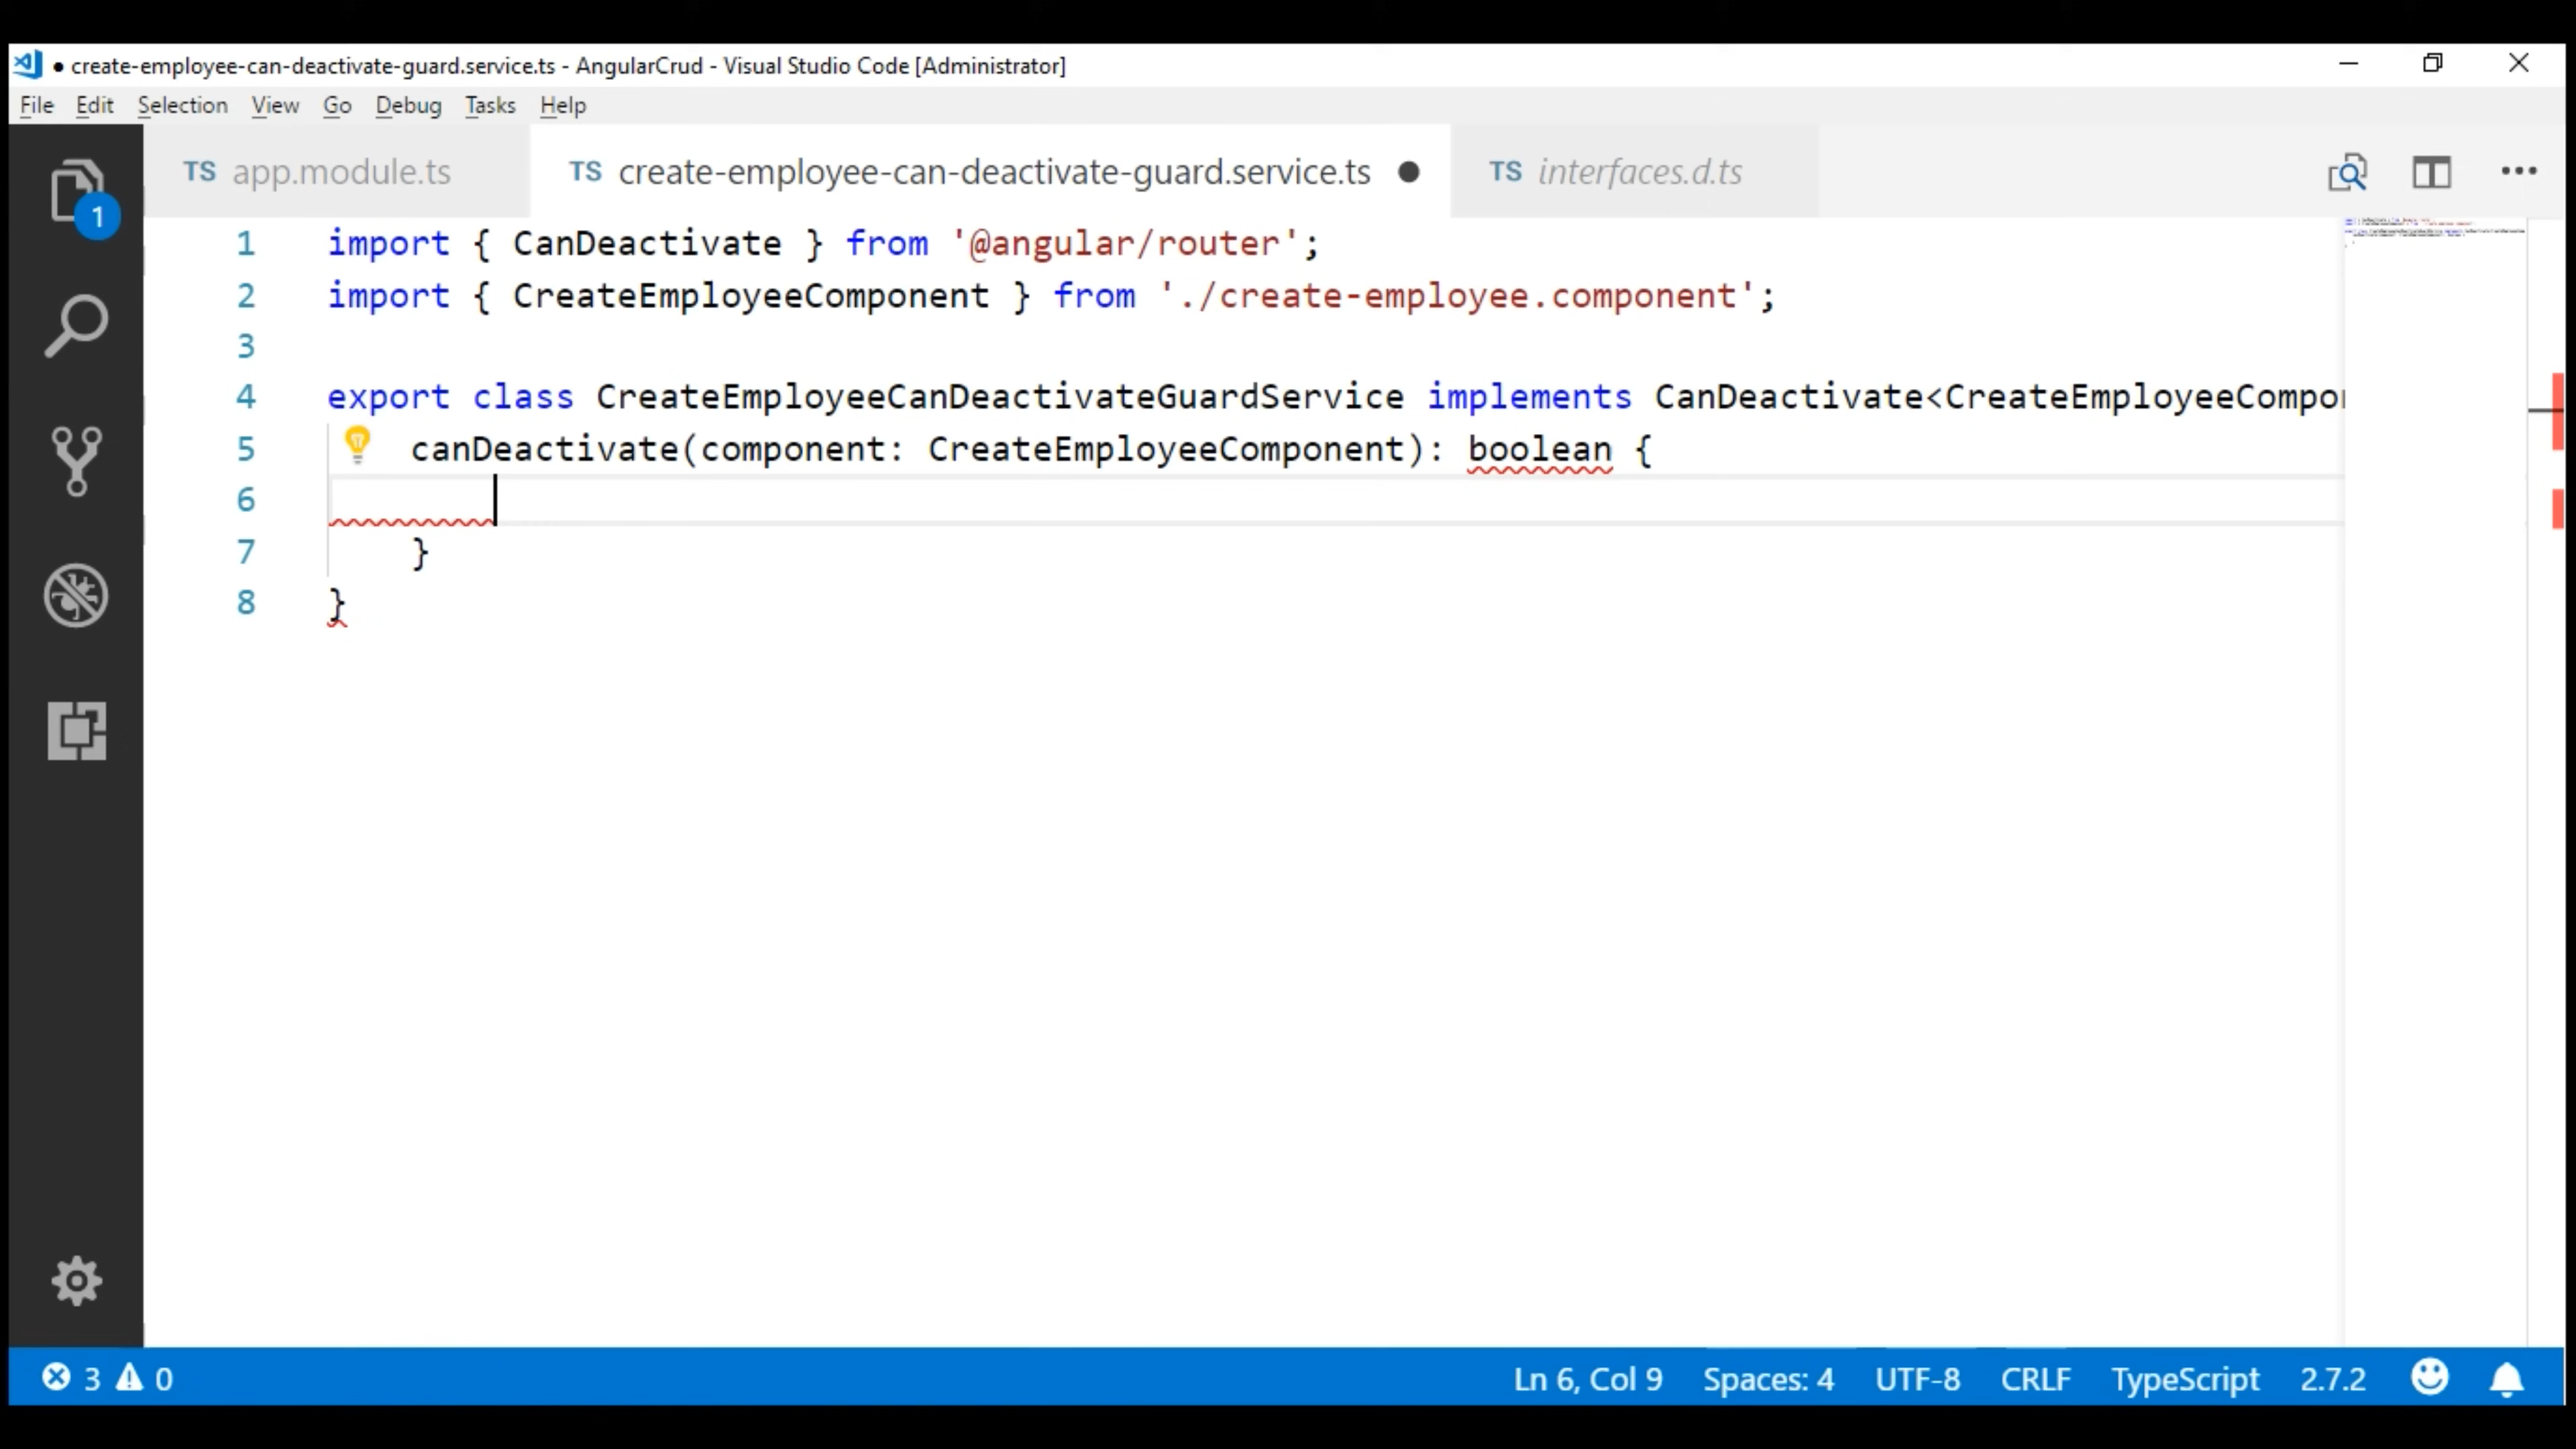 ● create-employee-can-deactivate-guard.service.ts - AngularCrud - Visual Studio Code [Administrator]
File Edit Selection View Go Debug Tasks Help
TS app.module.ts TS create-employee-can-deactivate-guard.service.ts ● TS interfaces.d.ts
1
1 import { CanDeactivate } from '@angular/router';
2 import { CreateEmployeeComponent } from './create-employee.component';
3
4 export class CreateEmployeeCanDeactivateGuardService implements CanDeactivate<CreateEmployeeCompo
5 canDeactivate(component: CreateEmployeeComponent): boolean {
6
7 }
8 }
3 0 Ln 6, Col 9 Spaces: 4 UTF-8 CRLF TypeScript 2.7.2